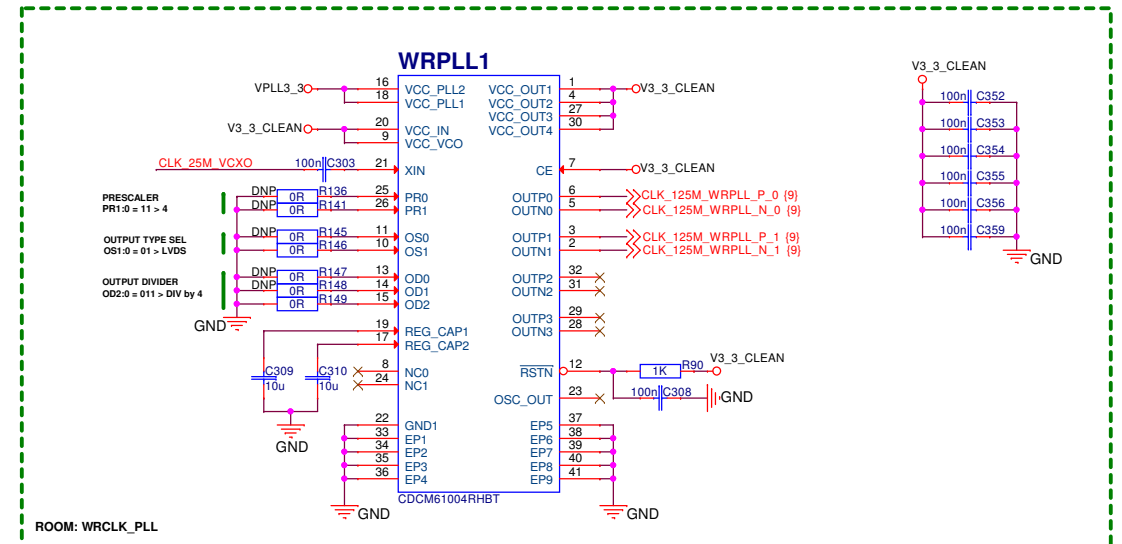 WRPLL1
VPLL3_3 16 VCC_PLL2 VCC_OUT1 1 V3_3_CLEAN
18 VCC_PLL1 VCC_OUT2 4
VCC_OUT3 27
V3_3_CLEAN 20 VCC_IN VCC_OUT4 30
9 VCC_VCO
CLK_25M_VCXO 100n C303 21 XIN CE 7 V3_3_CLEAN
PRESCALER
PR1:0 = 11 > 4
DNP 0R R136 25 PR0 OUTP0 6 CLK_125M_WRPLL_P_0 {9}
DNP 0R R141 26 PR1 OUTN0 5 CLK_125M_WRPLL_N_0 {9}
OUTPUT TYPE SEL
OS1:0 = 01 > LVDS
DNP 0R R145 11 OS0 OUTP1 3 CLK_125M_WRPLL_P_1 {9}
0R R146 10 OS1 OUTN1 2 CLK_125M_WRPLL_N_1 {9}
OUTPUT DIVIDER
OD2:0 = 011 > DIV by 4
DNP 0R R147 13 OD0 OUTP2 32
DNP 0R R148 14 OD1 OUTN2 31
0R R149 15 OD2
GND
OUTP3 29
19 REG_CAP1 OUTN3 28
17 REG_CAP2
C309 10u
C310 10u
GND
8 NC0 RSTN 12 1K R90 V3_3_CLEAN
24 NC1 100n C308 GND
OSC_OUT 23
22 GND1 EP5 37
33 EP1 EP6 38
34 EP2 EP7 39
35 EP3 EP8 40
36 EP4 EP9 41
CDCM61004RHBT
GND
GND
V3_3_CLEAN
100n C352
100n C353
100n C354
100n C355
100n C356
100n C359
GND
ROOM: WRCLK_PLL